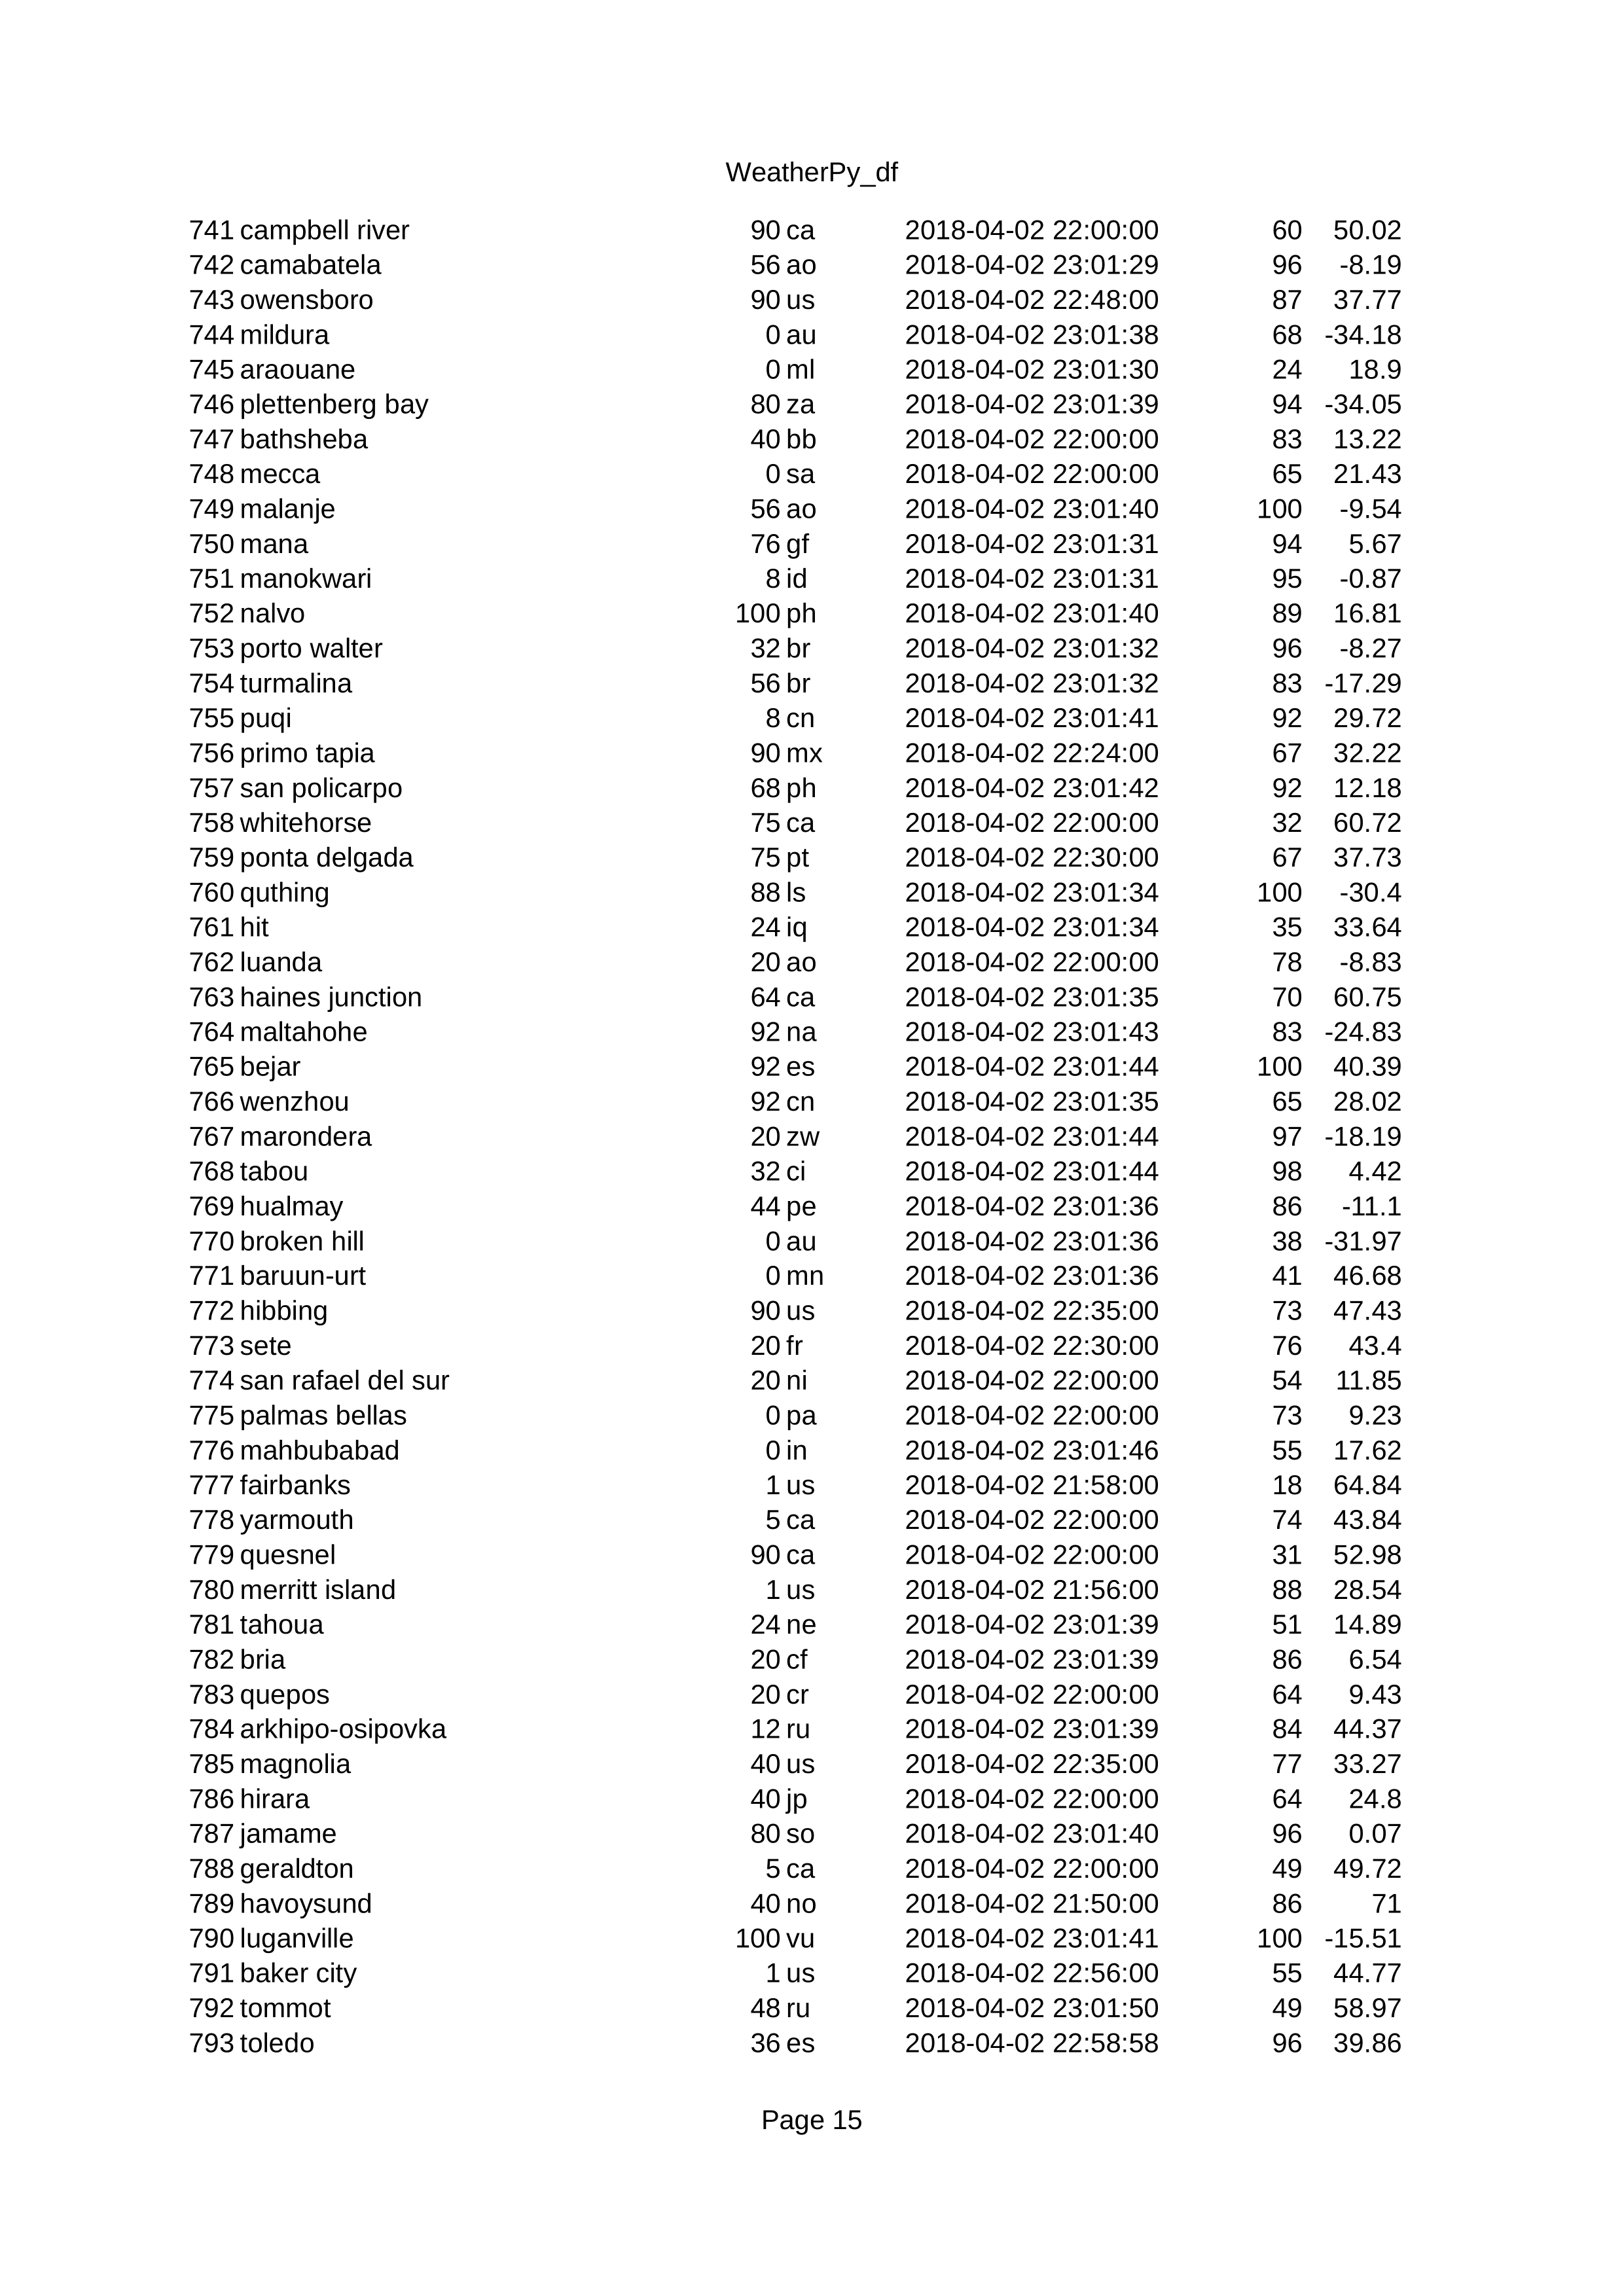 WeatherPy_df
741 campbell river 90 ca 2018-04-02 22:00:00 60 50.02
742 camabatela 56 ao 2018-04-02 23:01:29 96 -8.19
743 owensboro 90 us 2018-04-02 22:48:00 87 37.77
744 mildura 0 au 2018-04-02 23:01:38 68 -34.18
745 araouane 0 ml 2018-04-02 23:01:30 24 18.9
746 plettenberg bay 80 za 2018-04-02 23:01:39 94 -34.05
747 bathsheba 40 bb 2018-04-02 22:00:00 83 13.22
748 mecca 0 sa 2018-04-02 22:00:00 65 21.43
749 malanje 56 ao 2018-04-02 23:01:40 100 -9.54
750 mana 76 gf 2018-04-02 23:01:31 94 5.67
751 manokwari 8 id 2018-04-02 23:01:31 95 -0.87
752 nalvo 100 ph 2018-04-02 23:01:40 89 16.81
753 porto walter 32 br 2018-04-02 23:01:32 96 -8.27
754 turmalina 56 br 2018-04-02 23:01:32 83 -17.29
755 puqi 8 cn 2018-04-02 23:01:41 92 29.72
756 primo tapia 90 mx 2018-04-02 22:24:00 67 32.22
757 san policarpo 68 ph 2018-04-02 23:01:42 92 12.18
758 whitehorse 75 ca 2018-04-02 22:00:00 32 60.72
759 ponta delgada 75 pt 2018-04-02 22:30:00 67 37.73
760 quthing 88 ls 2018-04-02 23:01:34 100 -30.4
761 hit 24 iq 2018-04-02 23:01:34 35 33.64
762 luanda 20 ao 2018-04-02 22:00:00 78 -8.83
763 haines junction 64 ca 2018-04-02 23:01:35 70 60.75
764 maltahohe 92 na 2018-04-02 23:01:43 83 -24.83
765 bejar 92 es 2018-04-02 23:01:44 100 40.39
766 wenzhou 92 cn 2018-04-02 23:01:35 65 28.02
767 marondera 20 zw 2018-04-02 23:01:44 97 -18.19
768 tabou 32 ci 2018-04-02 23:01:44 98 4.42
769 hualmay 44 pe 2018-04-02 23:01:36 86 -11.1
770 broken hill 0 au 2018-04-02 23:01:36 38 -31.97
771 baruun-urt 0 mn 2018-04-02 23:01:36 41 46.68
772 hibbing 90 us 2018-04-02 22:35:00 73 47.43
773 sete 20 fr 2018-04-02 22:30:00 76 43.4
774 san rafael del sur 20 ni 2018-04-02 22:00:00 54 11.85
775 palmas bellas 0 pa 2018-04-02 22:00:00 73 9.23
776 mahbubabad 0 in 2018-04-02 23:01:46 55 17.62
777 fairbanks 1 us 2018-04-02 21:58:00 18 64.84
778 yarmouth 5 ca 2018-04-02 22:00:00 74 43.84
779 quesnel 90 ca 2018-04-02 22:00:00 31 52.98
780 merritt island 1 us 2018-04-02 21:56:00 88 28.54
781 tahoua 24 ne 2018-04-02 23:01:39 51 14.89
782 bria 20 cf 2018-04-02 23:01:39 86 6.54
783 quepos 20 cr 2018-04-02 22:00:00 64 9.43
784 arkhipo-osipovka 12 ru 2018-04-02 23:01:39 84 44.37
785 magnolia 40 us 2018-04-02 22:35:00 77 33.27
786 hirara 40 jp 2018-04-02 22:00:00 64 24.8
787 jamame 80 so 2018-04-02 23:01:40 96 0.07
788 geraldton 5 ca 2018-04-02 22:00:00 49 49.72
789 havoysund 40 no 2018-04-02 21:50:00 86 71
790 luganville 100 vu 2018-04-02 23:01:41 100 -15.51
791 baker city 1 us 2018-04-02 22:56:00 55 44.77
792 tommot 48 ru 2018-04-02 23:01:50 49 58.97
793 toledo 36 es 2018-04-02 22:58:58 96 39.86
Page 15